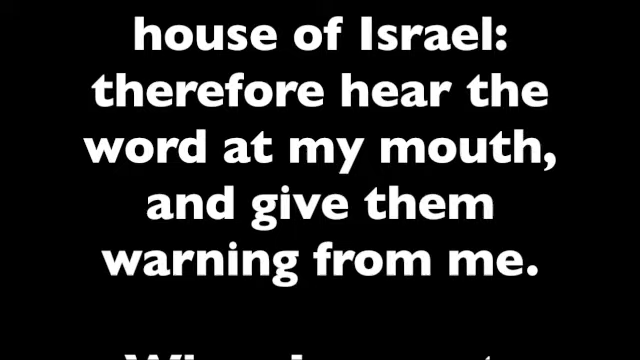 house of Israel:
therefore hear the
word at my mouth,
and give them
warning from me.